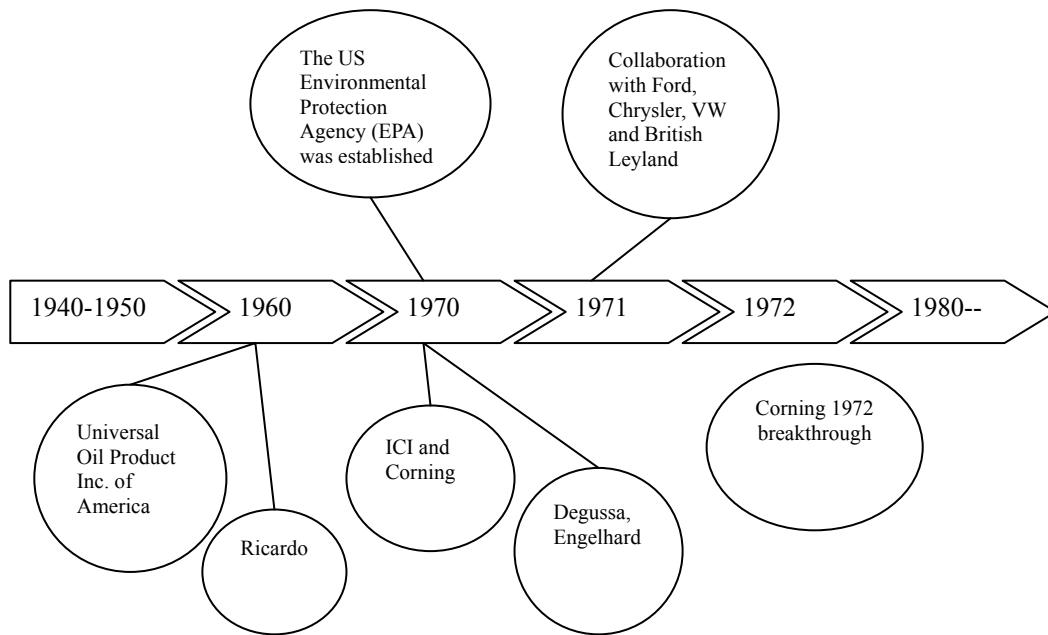 The US
Environmental
Protection
Agency (EPA)
was established
Collaboration
with Ford,
Chrysler, VW
and British
Leyland
1940-1950
1960
1970
1971
1972
1980--
Universal
Oil Product
Inc. of
America
Ricardo
ICI and
Corning
Degussa,
Engelhard
Corning 1972
breakthrough